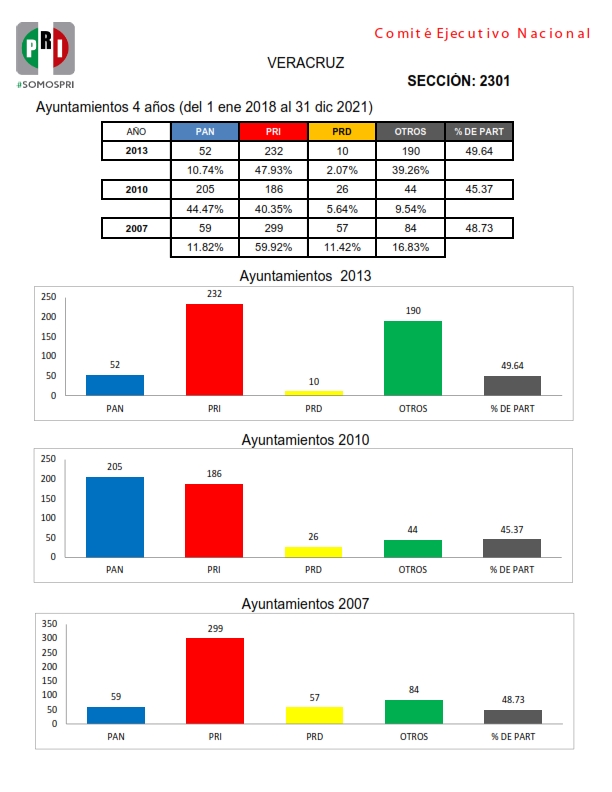 Comité Ejecutivo Nacional
PRI
#SOMOSPRI
VERACRUZ
SECCIÓN: 2301
Ayuntamientos 4 años (del 1 ene 2018 al 31 dic 2021)
AÑO PAN PRI PRD OTROS % DE PART
2013 52 232 10 190 49.64
10.74% 47.93% 2.07% 39.26%
2010 205 186 26 44 45.37
44.47% 40.35% 5.64% 9.54%
2007 59 299 57 84 48.73
11.82% 59.92% 11.42% 16.83%
Ayuntamientos 2013
250
200
150
100
50
0
52 232 10 190 49.64
PAN PRI PRD OTROS % DE PART
Ayuntamientos 2010
250
200
150
100
50
0
205 186 26 44 45.37
PAN PRI PRD OTROS % DE PART
Ayuntamientos 2007
350
300
250
200
150
100
50
0
59 299 57 84 48.73
PAN PRI PRD OTROS % DE PART